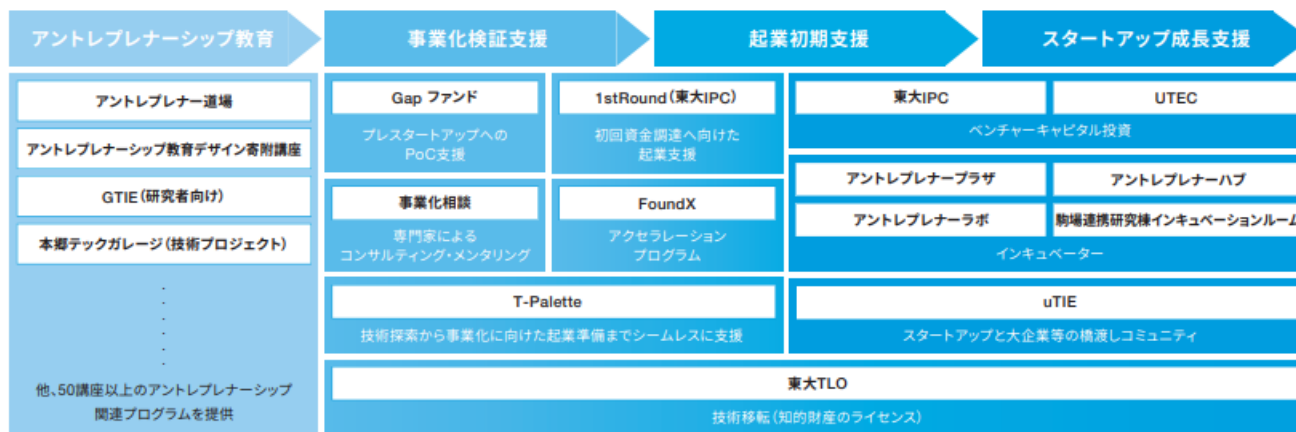 アントレプレナーシップ教育
事業化検証支援
起業初期支援
スタートアップ成長支援
アントレプレナー道場
アントレプレナーシップ教育デザイン寄附講座
GTIE(研究者向け)
本郷テックガレージ(技術プロジェクト)
他、50講座以上のアントレプレナーシップ
関連プログラムを提供
Gap ファンド
プレスタートアップへの
PoC支援
1stRound(東大IPC)
初回資金調達へ向けた
起業支援
事業化相談
専門家による
コンサルティング・メンタリング
FoundX
アクセラレーション
プログラム
T-Palette
技術探索から事業化に向けた起業準備までシームレスに支援
東大IPC
UTEC
ベンチャーキャピタル投資
アントレプレナープラザ
アントレプレナーハブ
アントレプレナーラボ
駒場連携研究棟インキュベーションルーム
インキュベーター
uTIE
スタートアップと大企業等の橋渡しコミュニティ
東大TLO
技術移転(知的財産のライセンス)